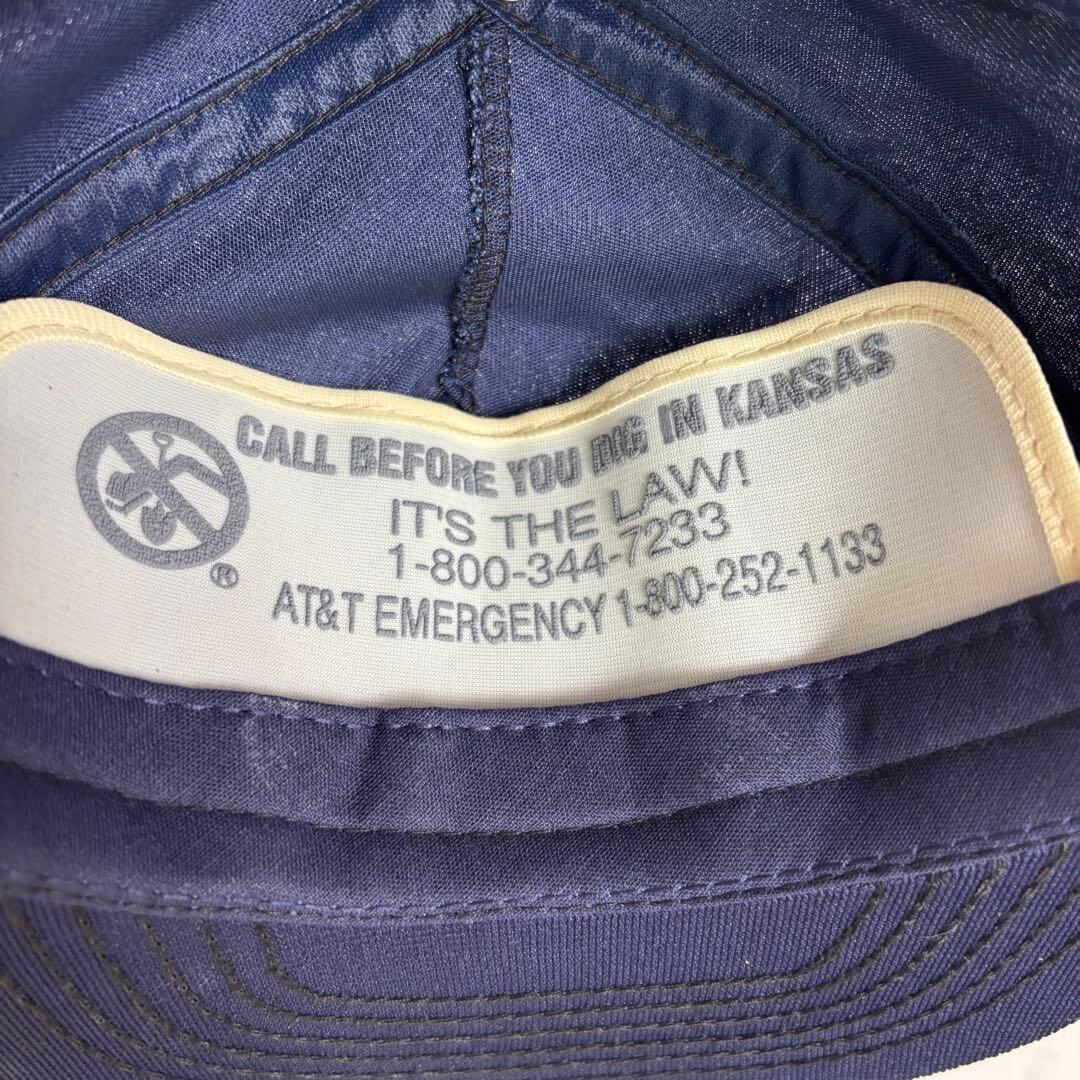 CALL BEFORE YOU DIG IN KANSAS
IT'S THE LAW!
1-800-344-7233
AT&T EMERGENCY 1-800-252-1133
®